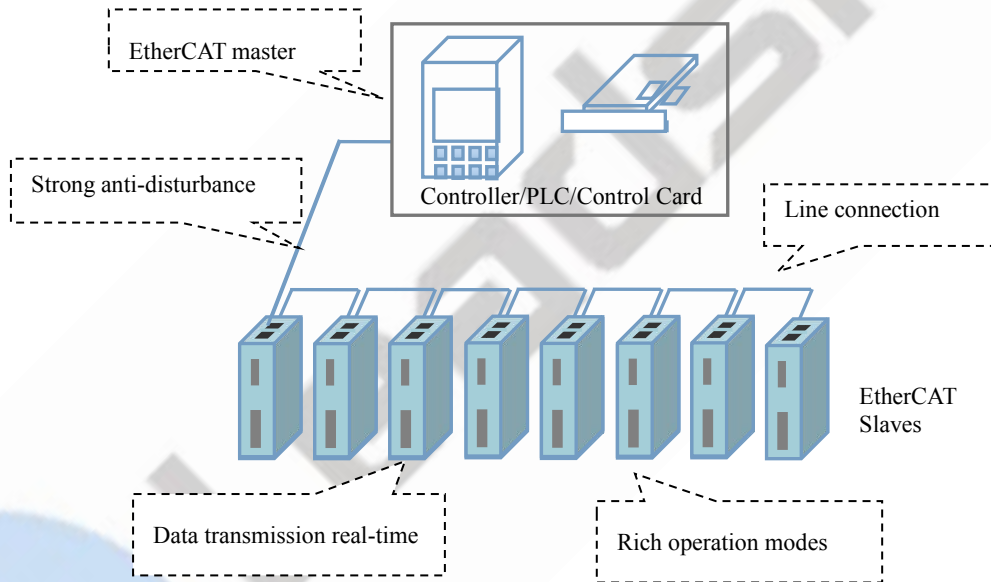 EtherCAT master
Strong anti-disturbance
Controller/PLC/Control Card
Line connection
EtherCAT
Slaves
Data transmission real-time
Rich operation modes